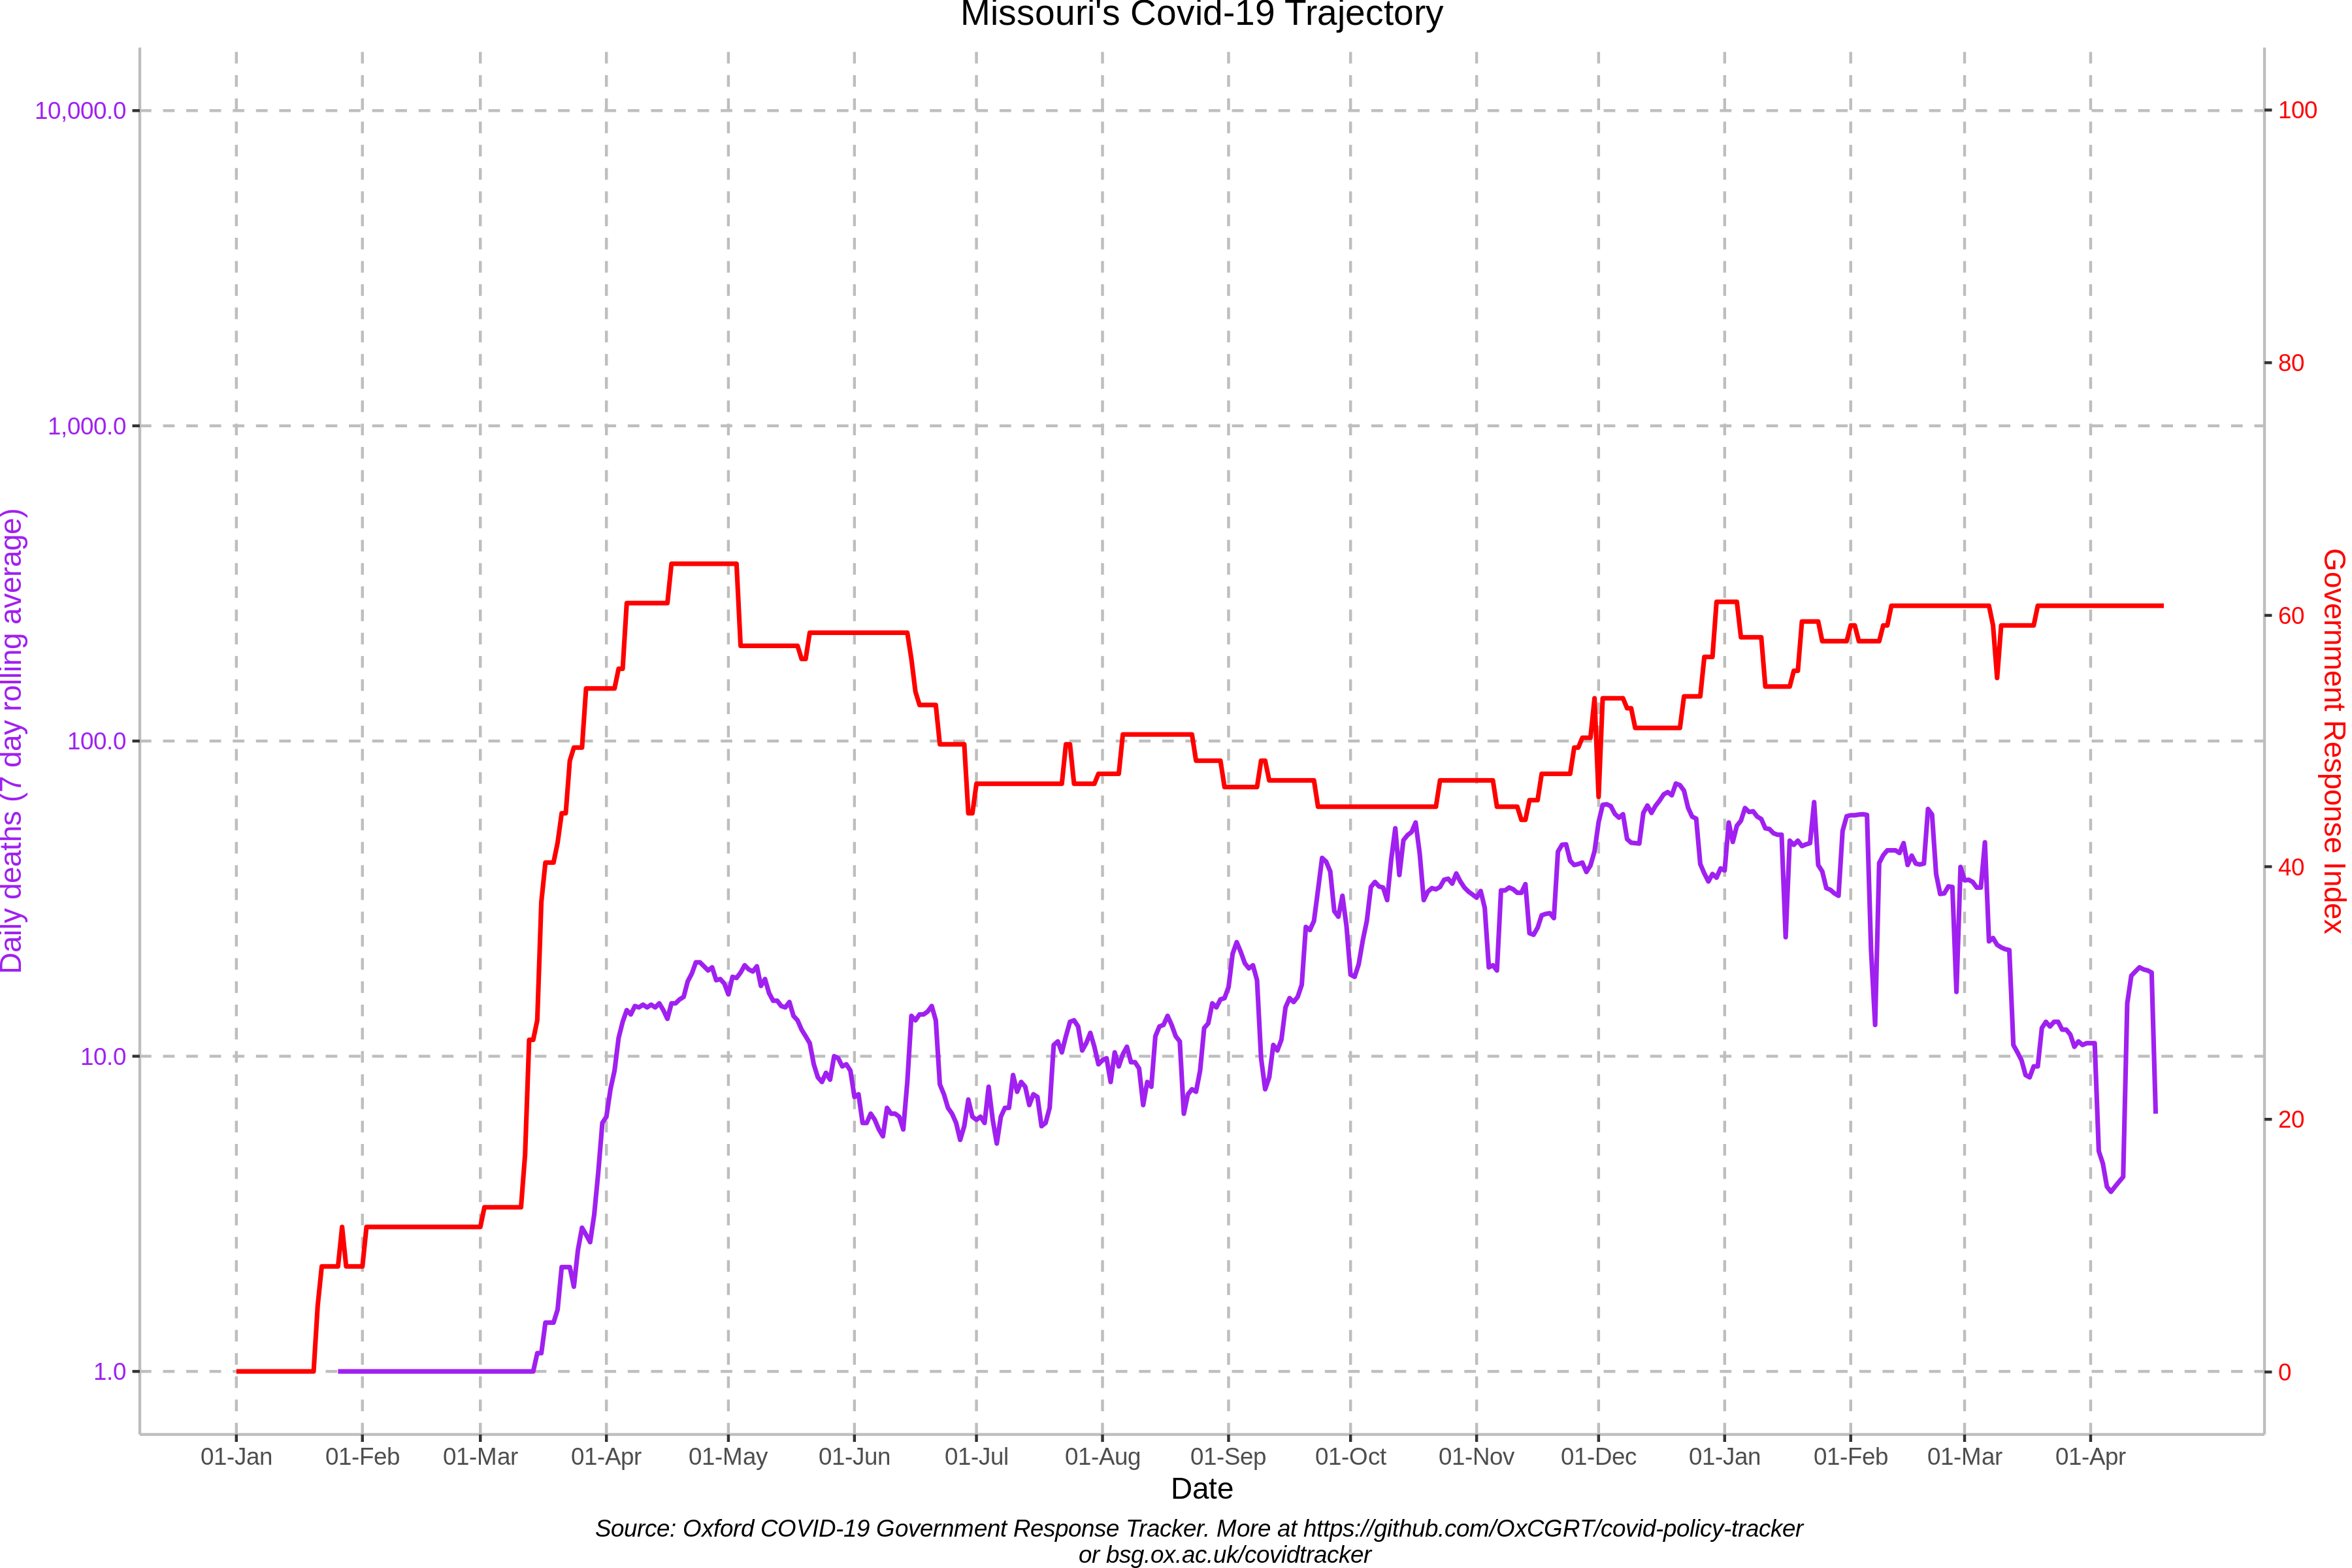 Missouri's Covid-19 Trajectory
10,000.0
1,000.0
100.0
10.0
1.0
Daily deaths (7 day rolling average)
100
80
60
40
20
0
Government Response Index
01-Jan 01-Feb 01-Mar 01-Apr 01-May 01-Jun 01-Jul 01-Aug 01-Sep 01-Oct 01-Nov 01-Dec 01-Jan 01-Feb 01-Mar 01-Apr
Date
Source: Oxford COVID-19 Government Response Tracker. More at https://github.com/OxCGRT/covid-policy-tracker
or bsg.ox.ac.uk/covidtracker